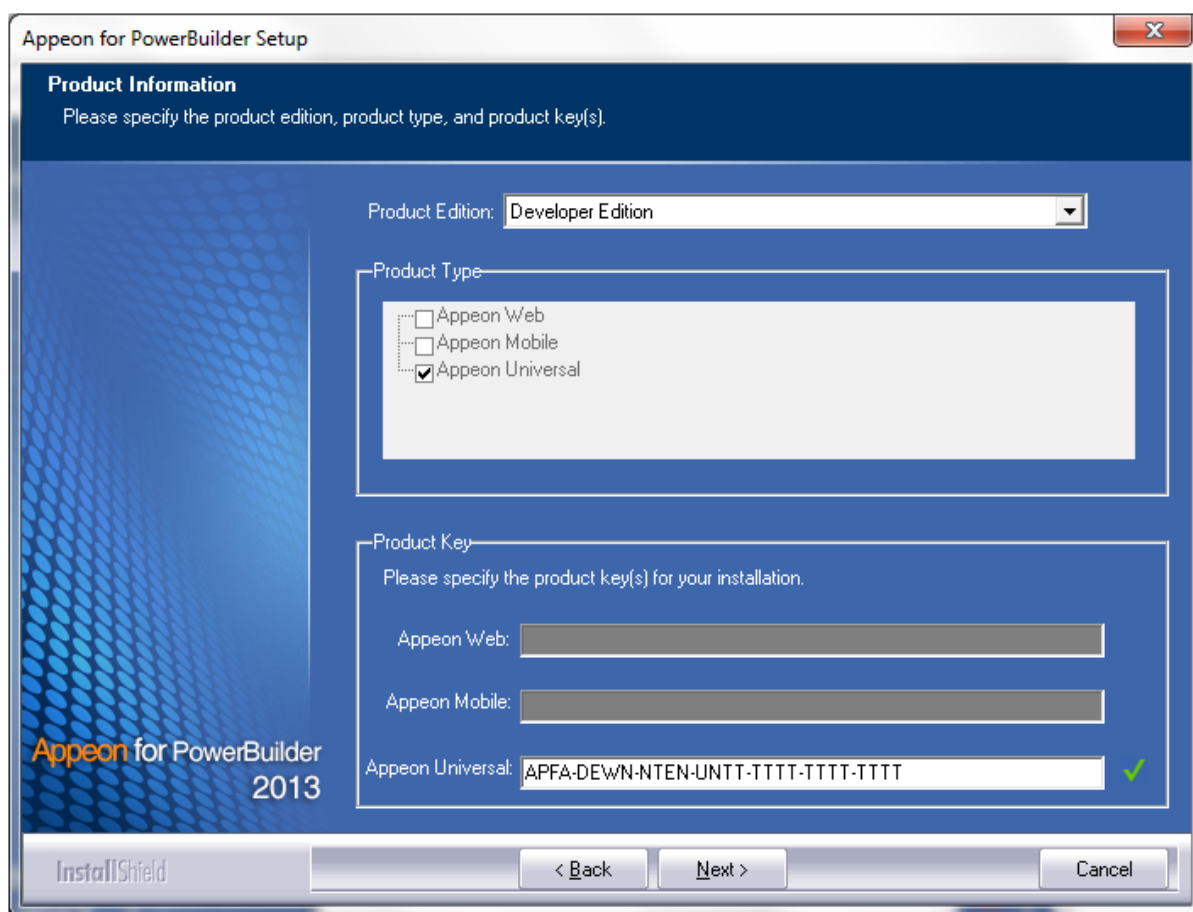 Appeon for PowerBuilder Setup
Product Information
Please specify the product edition, product type, and product key(s).
Product Edition: Developer Edition
Product Type
Appeon Web
Appeon Mobile
Appeon Universal
Product Key
Please specify the product key(s) for your installation.
Appeon Web:
Appeon Mobile:
Appeon Universal: APFA-DEWN-NTEN-UNTT-TTTT-TTTT-TTTT
Appeon for PowerBuilder
2013
InstallShield
< Back
Next >
Cancel